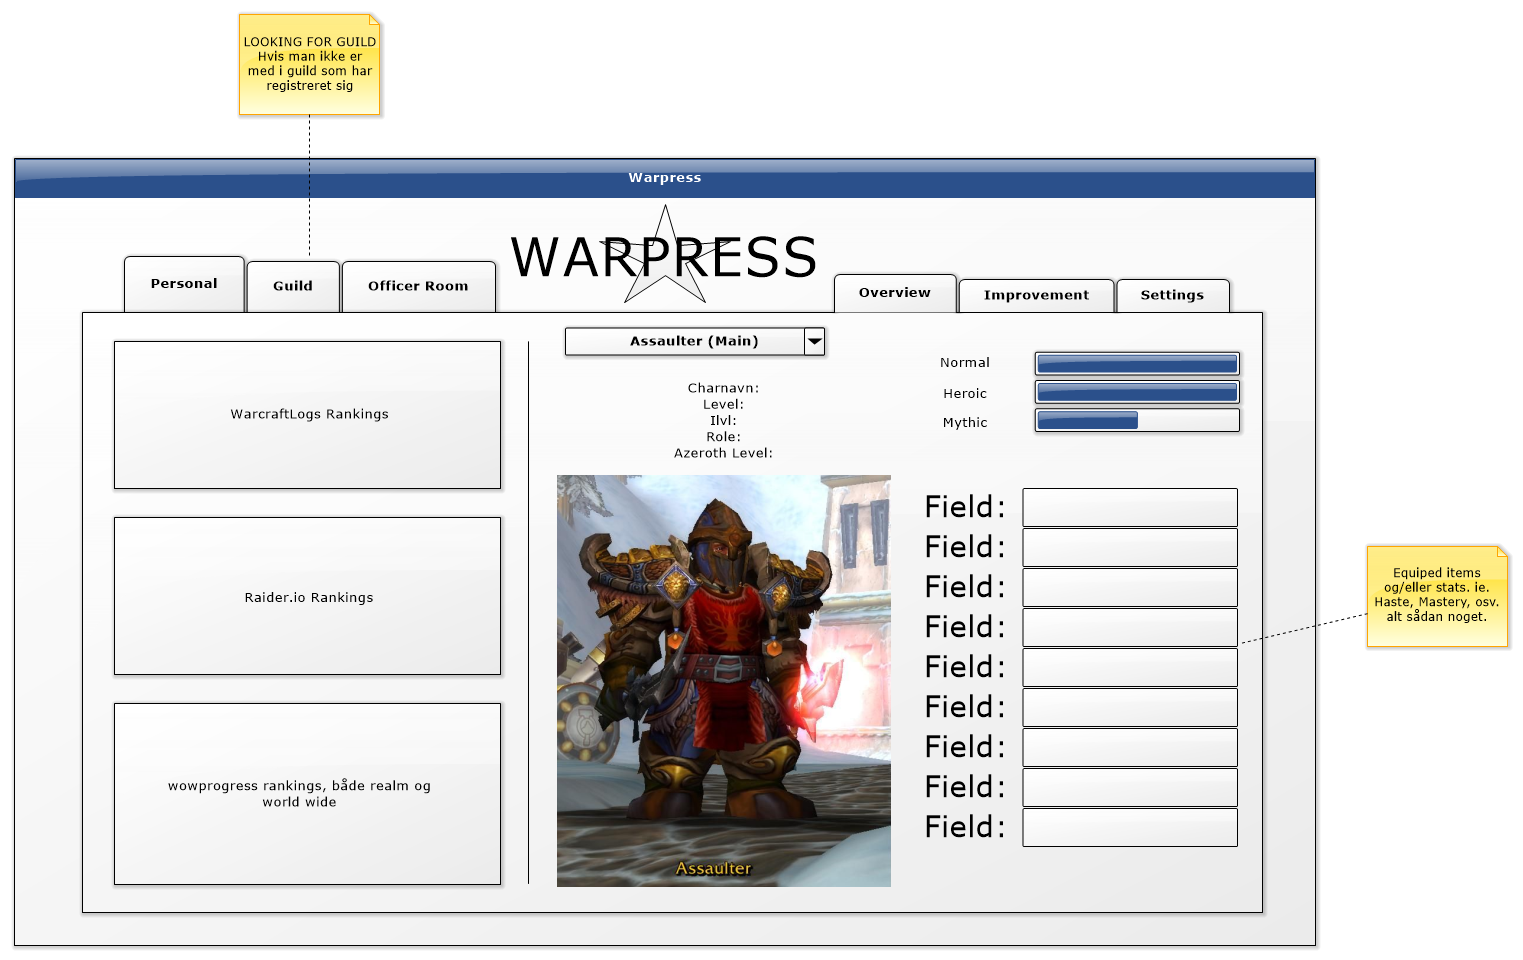 LOOKING FOR GUILD
Hvis man ikke er
med i guild som har
registreret sig
Warpress
WARPRESS
Personal
Guild
Officer Room
Overview
Improvement
Settings
WarcraftLogs Rankings
Raider.io Rankings
wowprogress rankings, både realm og
world wide
Assaulter (Main)
Charnavn:
Level:
Ilvl:
Role:
Azeroth Level:
Assaulter
Normal
Heroic
Mythic
Field:
Field:
Field:
Field:
Field:
Field:
Field:
Field:
Field:
Equiped items
og/eller stats. ie.
Haste, Mastery, osv.
alt sådan noget.